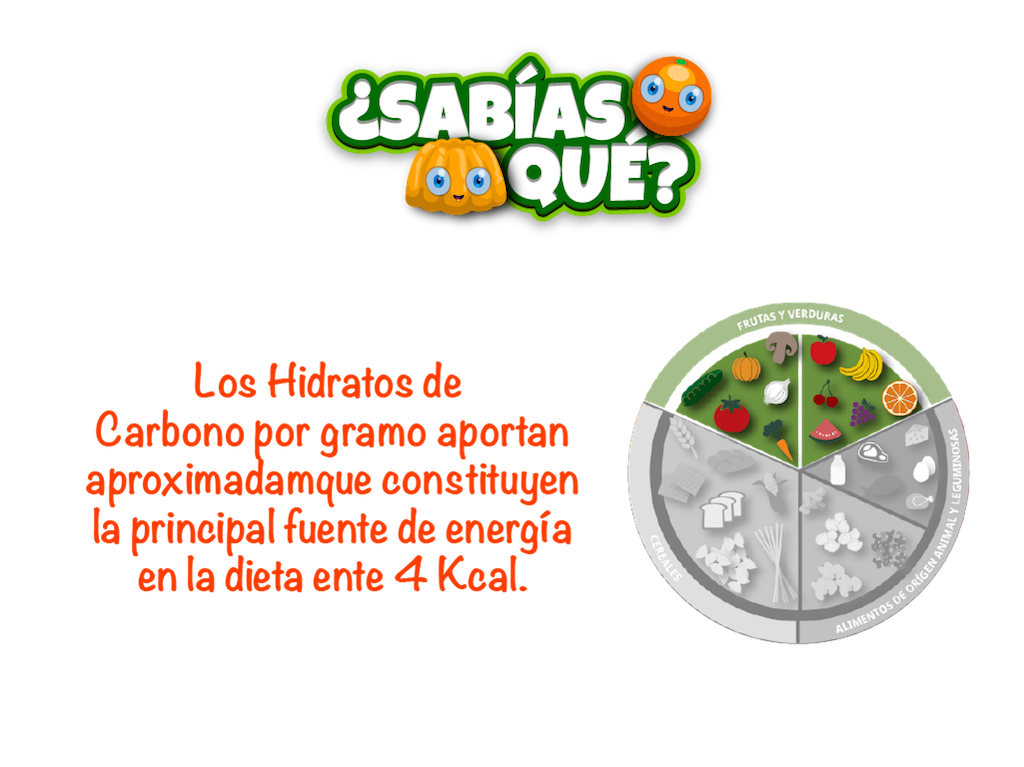 ¿SABÍAS
QUÉ?
FRUTAS Y VERDURAS
Los Hidratos de
Carbono por gramo aportan
aproximadamque constituyen
la principal fuente de energía
en la dieta ente 4 Kcal.
CEREALES
ALIMENTOS DE ORÍGEN ANIMAL Y LEGUMINOSAS